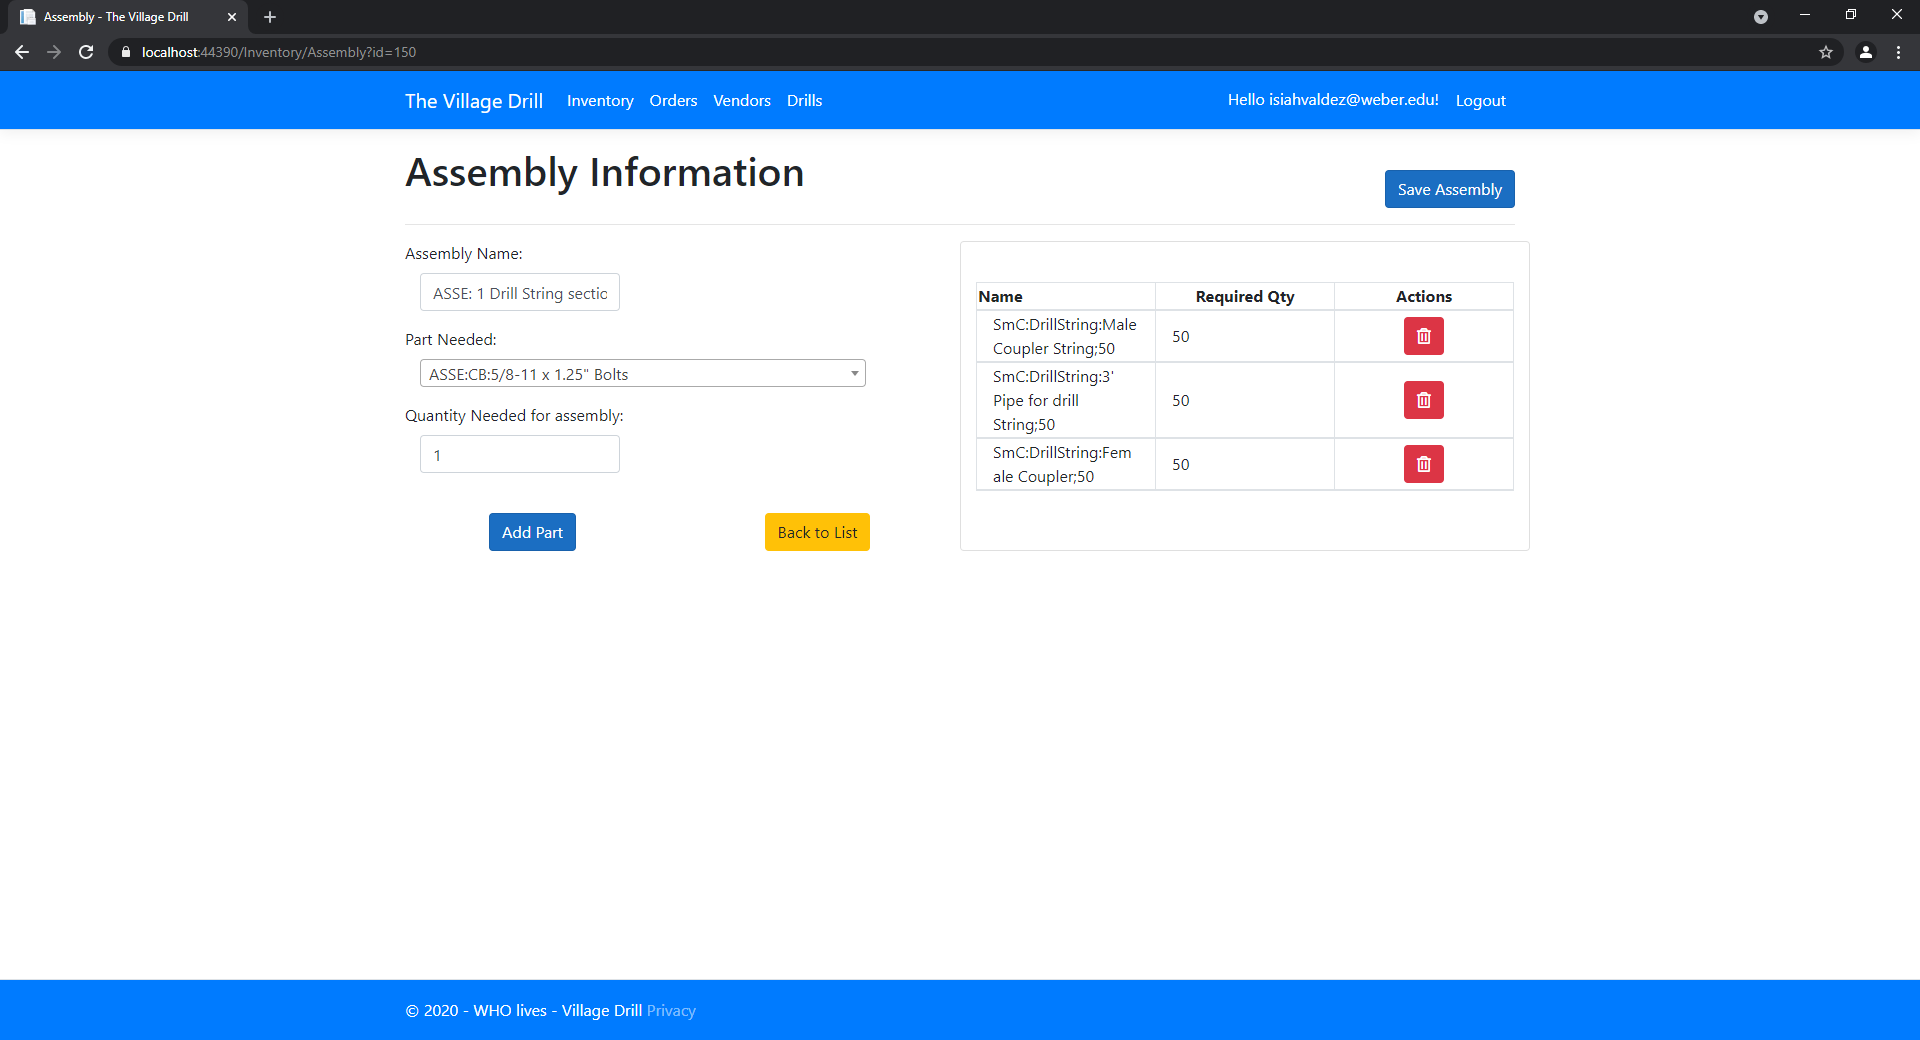 Assembly - The Village Drill
localhost:44390/Inventory/Assembly?id=150
The Village Drill Inventory Orders Vendors Drills Hello isiahvaldez@weber.edu! Logout
Assembly Information
Save Assembly
Assembly Name:
ASSE: 1 Drill String sectio
Part Needed:
ASSE:CB:5/8-11 x 1.25" Bolts
Quantity Needed for assembly:
1
Add Part Back to List
Name Required Qty Actions
SmC:DrillString:Male
Coupler String;50
50
SmC:DrillString:3'
Pipe for drill
String;50
50
SmC:DrillString:Fem
ale Coupler;50
50
© 2020 - WHO lives - Village Drill Privacy